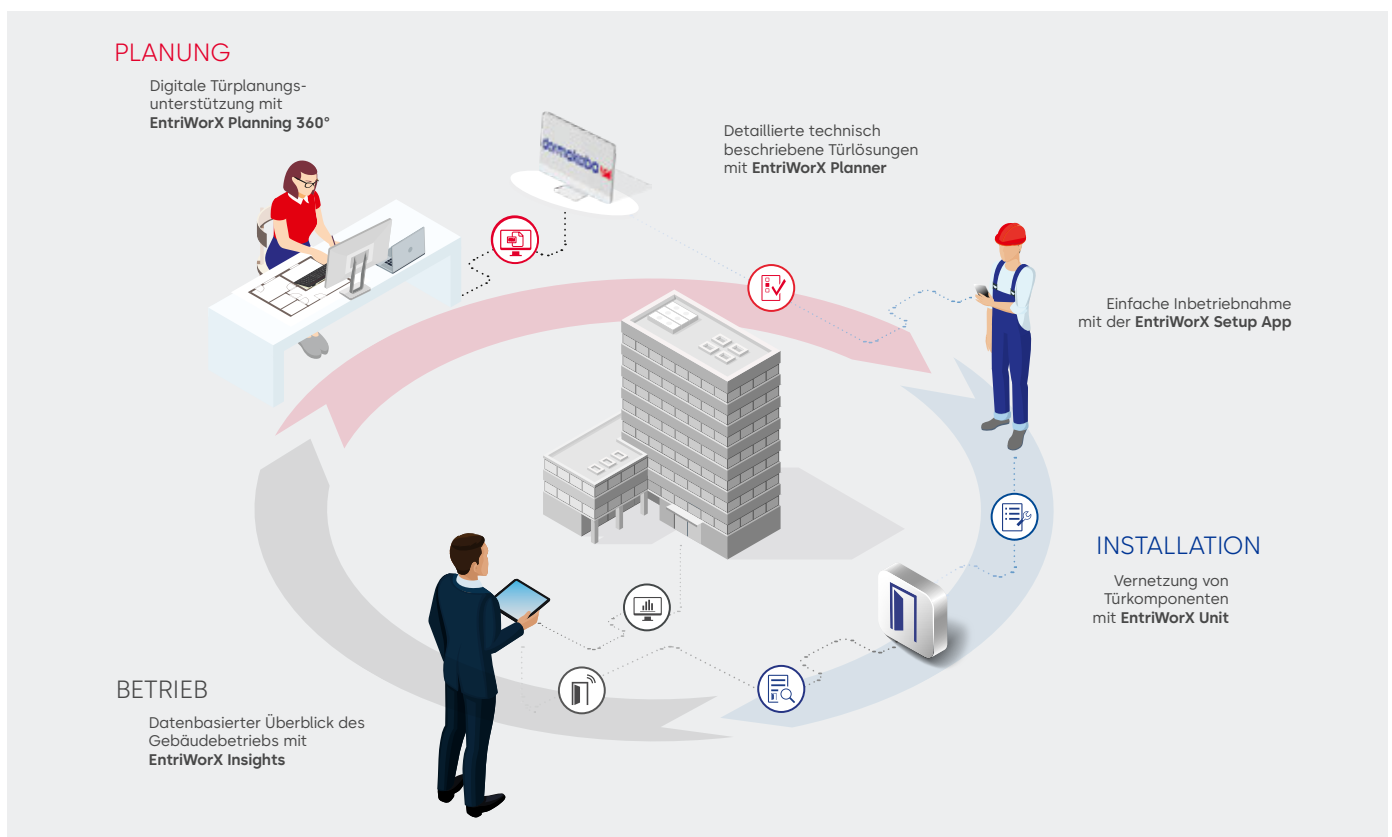 PLANUNG
Digitale Türplanungs-
unterstützung mit
EntriWorX Planning 360°
dormakaba
Detaillierte technisch
beschriebene Türlösungen
mit EntriWorX Planner
Einfache Inbetriebnahme
mit der EntriWorX Setup App
INSTALLATION
Vernetzung von
Türkomponenten
mit EntriWorX Unit
BETRIEB
Datenbasierter Überblick des
Gebäudebetriebs mit
EntriWorX Insights